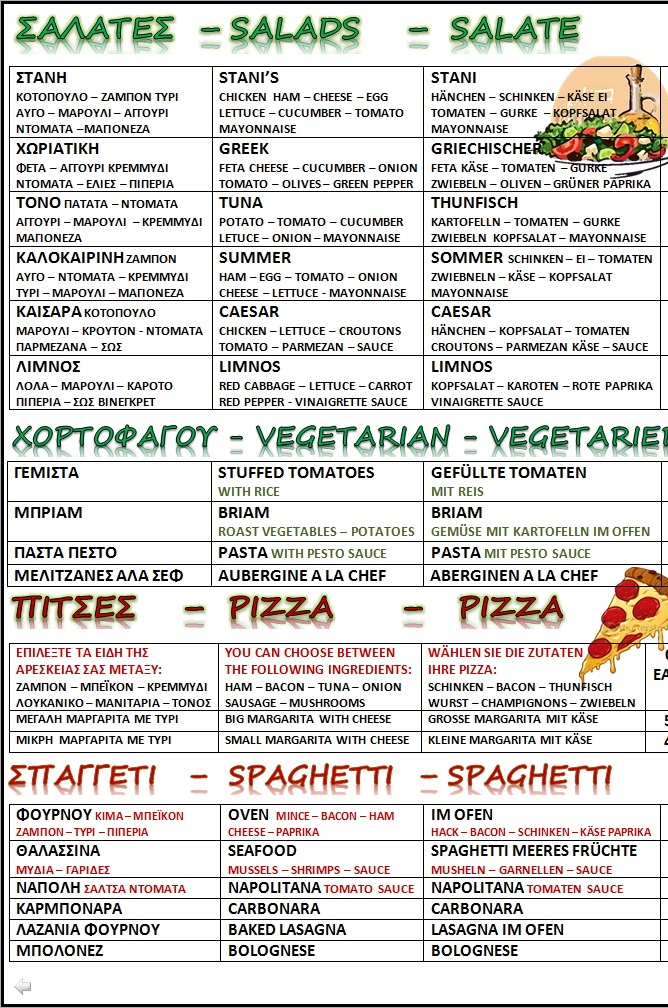 ΣΑΛΑΤΕΣ – SALADS – SALATE
ΣΤΑΝΗ
ΚΟΤΟΠΟΥΛΟ – ΖΑΜΠΟΝ ΤΥΡΙ
ΑΥΓΟ – ΜΑΡΟΥΛΙ – ΑΓΓΟΥΡΙ
ΝΤΟΜΑΤΑ –ΜΑΓΙΟΝΕΖΑ
STANI'S
CHICKEN HAM – CHEESE – EGG
LETTUCE – CUCUMBER – TOMATO
MAYONNAISE
STANI
HÄNCHEN – SCHINKEN – KÄSE EI
TOMATEN – GURKE – KOPFSALAT
MAYONNAISE
ΧΩΡΙΑΤΙΚΗ
ΦΕΤΑ – ΑΓΓΟΥΡΙ ΚΡΕΜΜΥΔΙ
ΝΤΟΜΑΤΑ – ΕΛΙΕΣ – ΠΙΠΕΡΙΑ
GREEK
FETA CHEESE – CUCUMBER – ONION
TOMATO – OLIVES – GREEN PEPPER
GRIECHISCHER
FETA KÄSE – TOMATEN – GURKE
ZWIEBELN – OLIVEN – GRÜNER PAPRIKA
ΤΟΝΟ ΠΑΤΑΤΑ – ΝΤΟΜΑΤΑ
ΑΓΓΟΥΡΙ – ΜΑΡΟΥΛΙ – ΚΡΕΜΜΥΔΙ
ΜΑΓΙΟΝΕΖΑ
TUNA
POTATO – TOMATO – CUCUMBER
LETUCE – ONION – MAYONNAISE
THUNFISCH
KARTOFELLN – TOMATEN – GURKE
ZWIEBELN KOPFSALAT – MAYONNAISE
ΚΑΛΟΚΑΙΡΙΝΗ ΖΑΜΠΟΝ
ΑΥΓΟ – ΝΤΟΜΑΤΑ – ΚΡΕΜΜΥΔΙ
ΤΥΡΙ – ΜΑΡΟΥΛΙ – ΜΑΓΙΟΝΕΖΑ
SUMMER
HAM – EGG – TOMATO – ONION
CHEESE – LETTUCE - MAYONNAISE
SOMMER SCHINKEN – EI – TOMATEN
ZWIEBNELN – KÄSE – KOPFSALAT
MAYONNAISE
ΚΑΙΣΑΡΑ ΚΟΤΟΠΟΥΛΟ
ΜΑΡΟΥΛΙ – ΚΡΟΥΤΟΝ - ΝΤΟΜΑΤΑ
ΠΑΡΜΕΖΑΝΑ – ΣΩΣ
CAESAR
CHICKEN – LETTUCE – CROUTONS
TOMATO – PARMEZAN – SAUCE
CAESAR
HÄNCHEN – KOPFSALAT – TOMATEN
CROUTONS – PARMEZAN KÄSE – SAUCE
ΛΙΜΝΟΣ
ΛΟΛΑ – ΜΑΡΟΥΛΙ – ΚΑΡΟΤΟ
ΠΙΠΕΡΙΑ – ΣΩΣ ΒΙΝΕΓΚΡΕΤ
LIMNOS
RED CABBAGE – LETTUCE – CARROT
RED PEPPER - VINAIGRETTE SAUCE
LIMNOS
KOPFSALAT – KAROTEN – ROTE PAPRIKA
VINAIGRETTE SAUCE
ΧΟΡΤΟΦΑΓΟΥ – VEGETARIAN – VEGETARIER
ΓΕΜΙΣΤΑ
STUFFED TOMATOES
WITH RICE
GEFÜLLTE TOMATEN
MIT REIS
ΜΠΡΙΑΜ
BRIAM
ROAST VEGETABLES – POTATOES
BRIAM
GEMÜSE MIT KARTOFELLN IM OFFEN
ΠΑΣΤΑ ΠΕΣΤΟ
PASTA WITH PESTO SAUCE
PASTA MIT PESTO SAUCE
ΜΕΛΙΤΖΑΝΕΣ ΑΛΑ ΣΕΦ
AUBERGINE A LA CHEF
ABERGINEN A LA CHEF
ΠΙΤΣΕΣ – PIZZA – PIZZA
ΕΠΙΛΕΞΤΕ ΤΑ ΕΙΔΗ ΤΗΣ
ΑΡΕΣΚΕΙΑΣ ΣΑΣ ΜΕΤΑΞΥ:
ΖΑΜΠΟΝ – ΜΠΕΪΚΟΝ – ΚΡΕΜΜΥΔΙ
ΛΟΥΚΑΝΙΚΟ – ΜΑΝΙΤΑΡΙΑ – ΤΟΝΟΣ
YOU CAN CHOOSE BETWEEN
THE FOLLOWING INGREDIENTS:
HAM – BACON – TUNA – ONION
SAUSAGE – MUSHROOMS
WÄHLEN SIE DIE ZUTATEN
IHRE PIZZA:
SCHINKEN – BACON – THUNFISCH
WURST – CHAMPIGNONS – ZWIEBELN
EA
ΜΕΓΑΛΗ ΜΑΡΓΑΡΙΤΑ ΜΕ ΤΥΡΙ
BIG MARGARITA WITH CHEESE
GROSSE MARGARITA MIT KÄSE
5
ΜΙΚΡΗ ΜΑΡΓΑΡΙΤΑ ΜΕ ΤΥΡΙ
SMALL MARGARITA WITH CHEESE
KLEINE MARGARITA MIT KÄSE
4
ΣΠΑΓΓΕΤΙ – SPAGHETTI – SPAGHETTI
ΦΟΥΡΝΟΥ ΚΙΜΑ – ΜΠΕΪΚΟΝ
ΖΑΜΠΟΝ – ΤΥΡΙ – ΠΙΠΕΡΙΑ
OVEN MINCE – BACON – HAM
CHEESE – PAPRIKA
IM OFEN
HACK – BACON – SCHINKEN – KÄSE PAPRIKA
ΘΑΛΑΣΣΙΝΑ
ΜΥΔΙΑ – ΓΑΡΙΔΕΣ
SEAFOOD
MUSSELS – SHRIMPS – SAUCE
SPAGHETTI MEERES FRÜCHTE
MUSHELN – GARNELLEN – SAUCE
ΝΑΠΟΛΗ ΣΑΛΤΣΑ ΝΤΟΜΑΤΑ
NAPOLITANA TOMATO SAUCE
NAPOLITANA TOMATEN SAUCE
ΚΑΡΜΠΟΝΑΡΑ
CARBONARA
CARBONARA
ΛΑΖΑΝΙΑ ΦΟΥΡΝΟΥ
BAKED LASAGNA
LASAGNA IM OFEN
ΜΠΟΛΟΝΕΖ
BOLOGNESE
BOLOGNESE